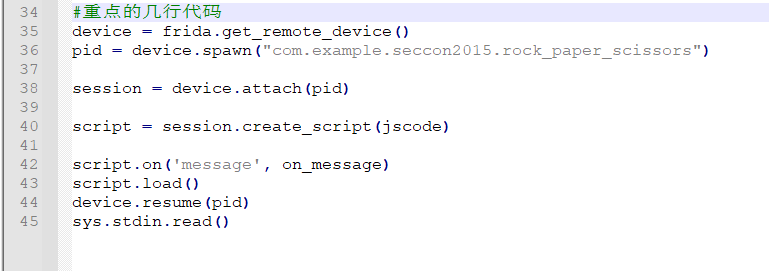 34 #重点的几行代码
35 device = frida.get_remote_device()
36 pid = device.spawn("com.example.seccon2015.rock_paper_scissors")
37
38 session = device.attach(pid)
39
40 script = session.create_script(jscode)
41
42 script.on('message', on_message)
43 script.load()
44 device.resume(pid)
45 sys.stdin.read()